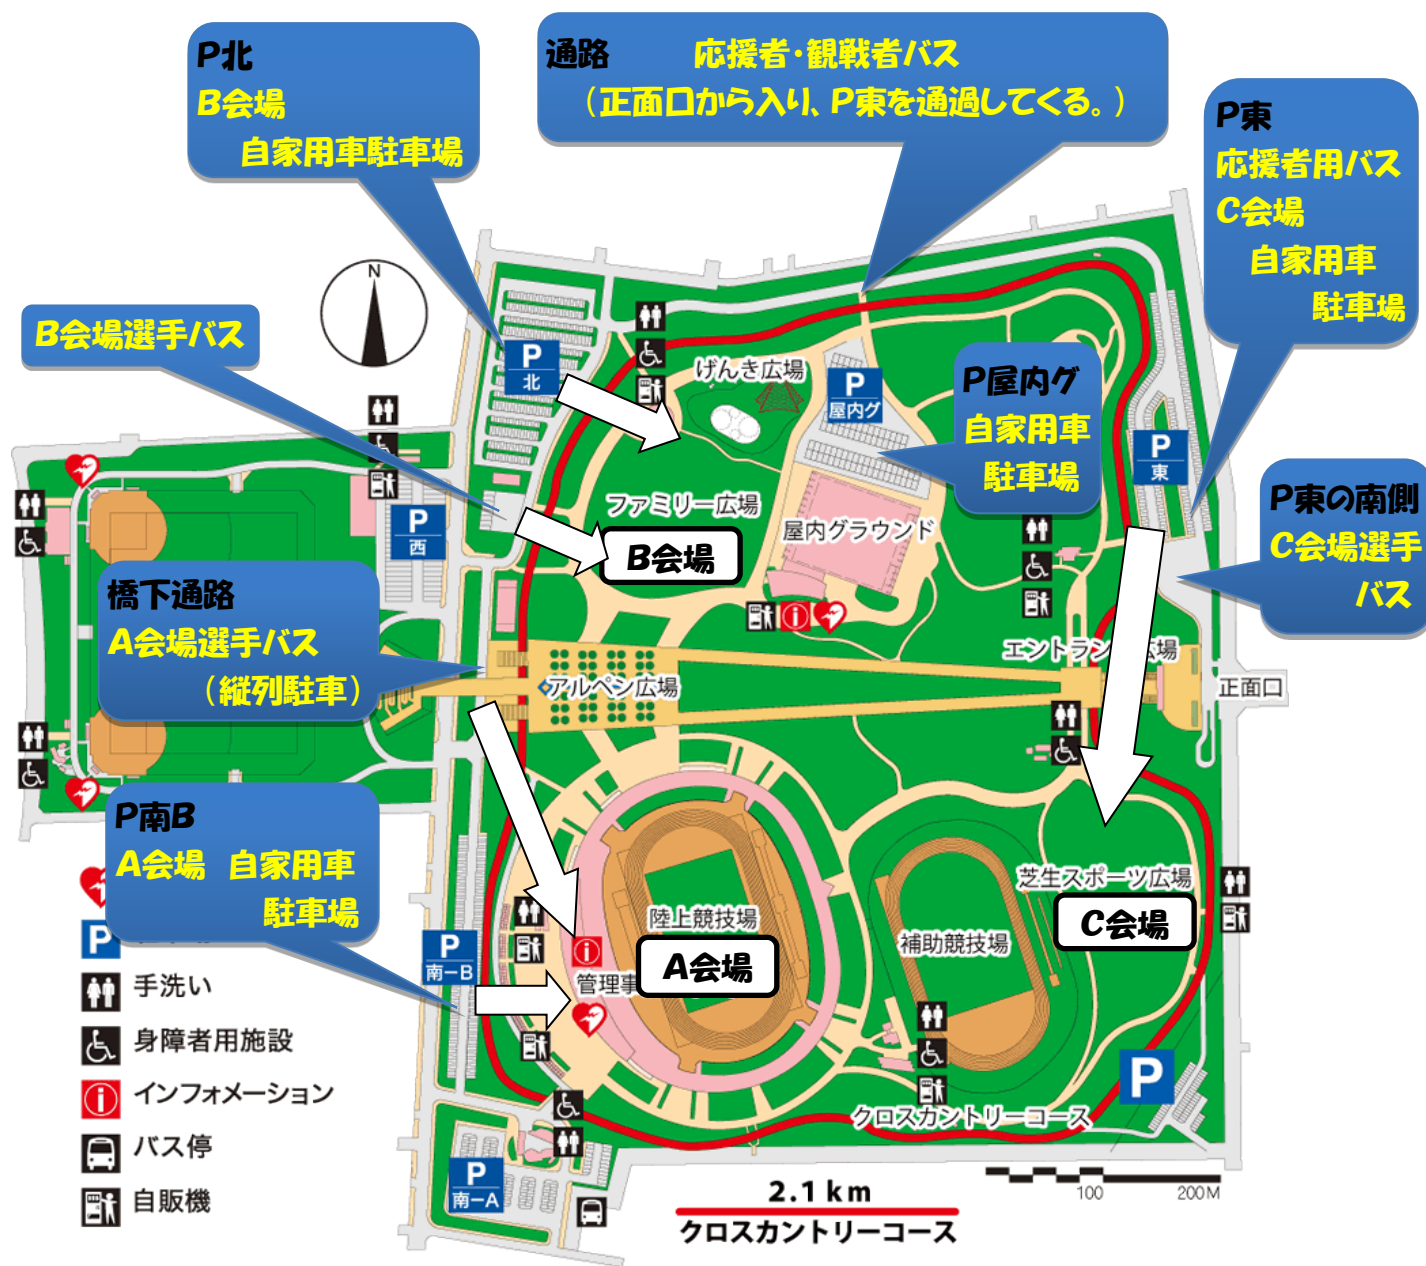 P北
B会場
自家用車駐車場
通路 応援者・観戦者バス
（正面口から入り、P東を通過してくる。）
P東
応援者用バス
C会場
自家用車
駐車場
N
B会場選手バス
P
北
げんき広場
P
屋内グ
P屋内グ
自家用車
駐車場
P
東
P東の南側
C会場選手
バス
ファミリー広場
B会場
屋内グラウンド
P
西
橋下通路
A会場選手バス
（縦列駐車）
エントラン
広場
正面口
アルペン広場
P南B
A会場 自家用車
駐車場
P
南－B
陸上競技場
A会場
管理事
補助競技場
芝生スポーツ広場
C会場
P
クロスカントリーコース
P
南－A
P
手洗い
身障者用施設
インフォメーション
バス停
自販機
2.1km
クロスカントリーコース
100 200M